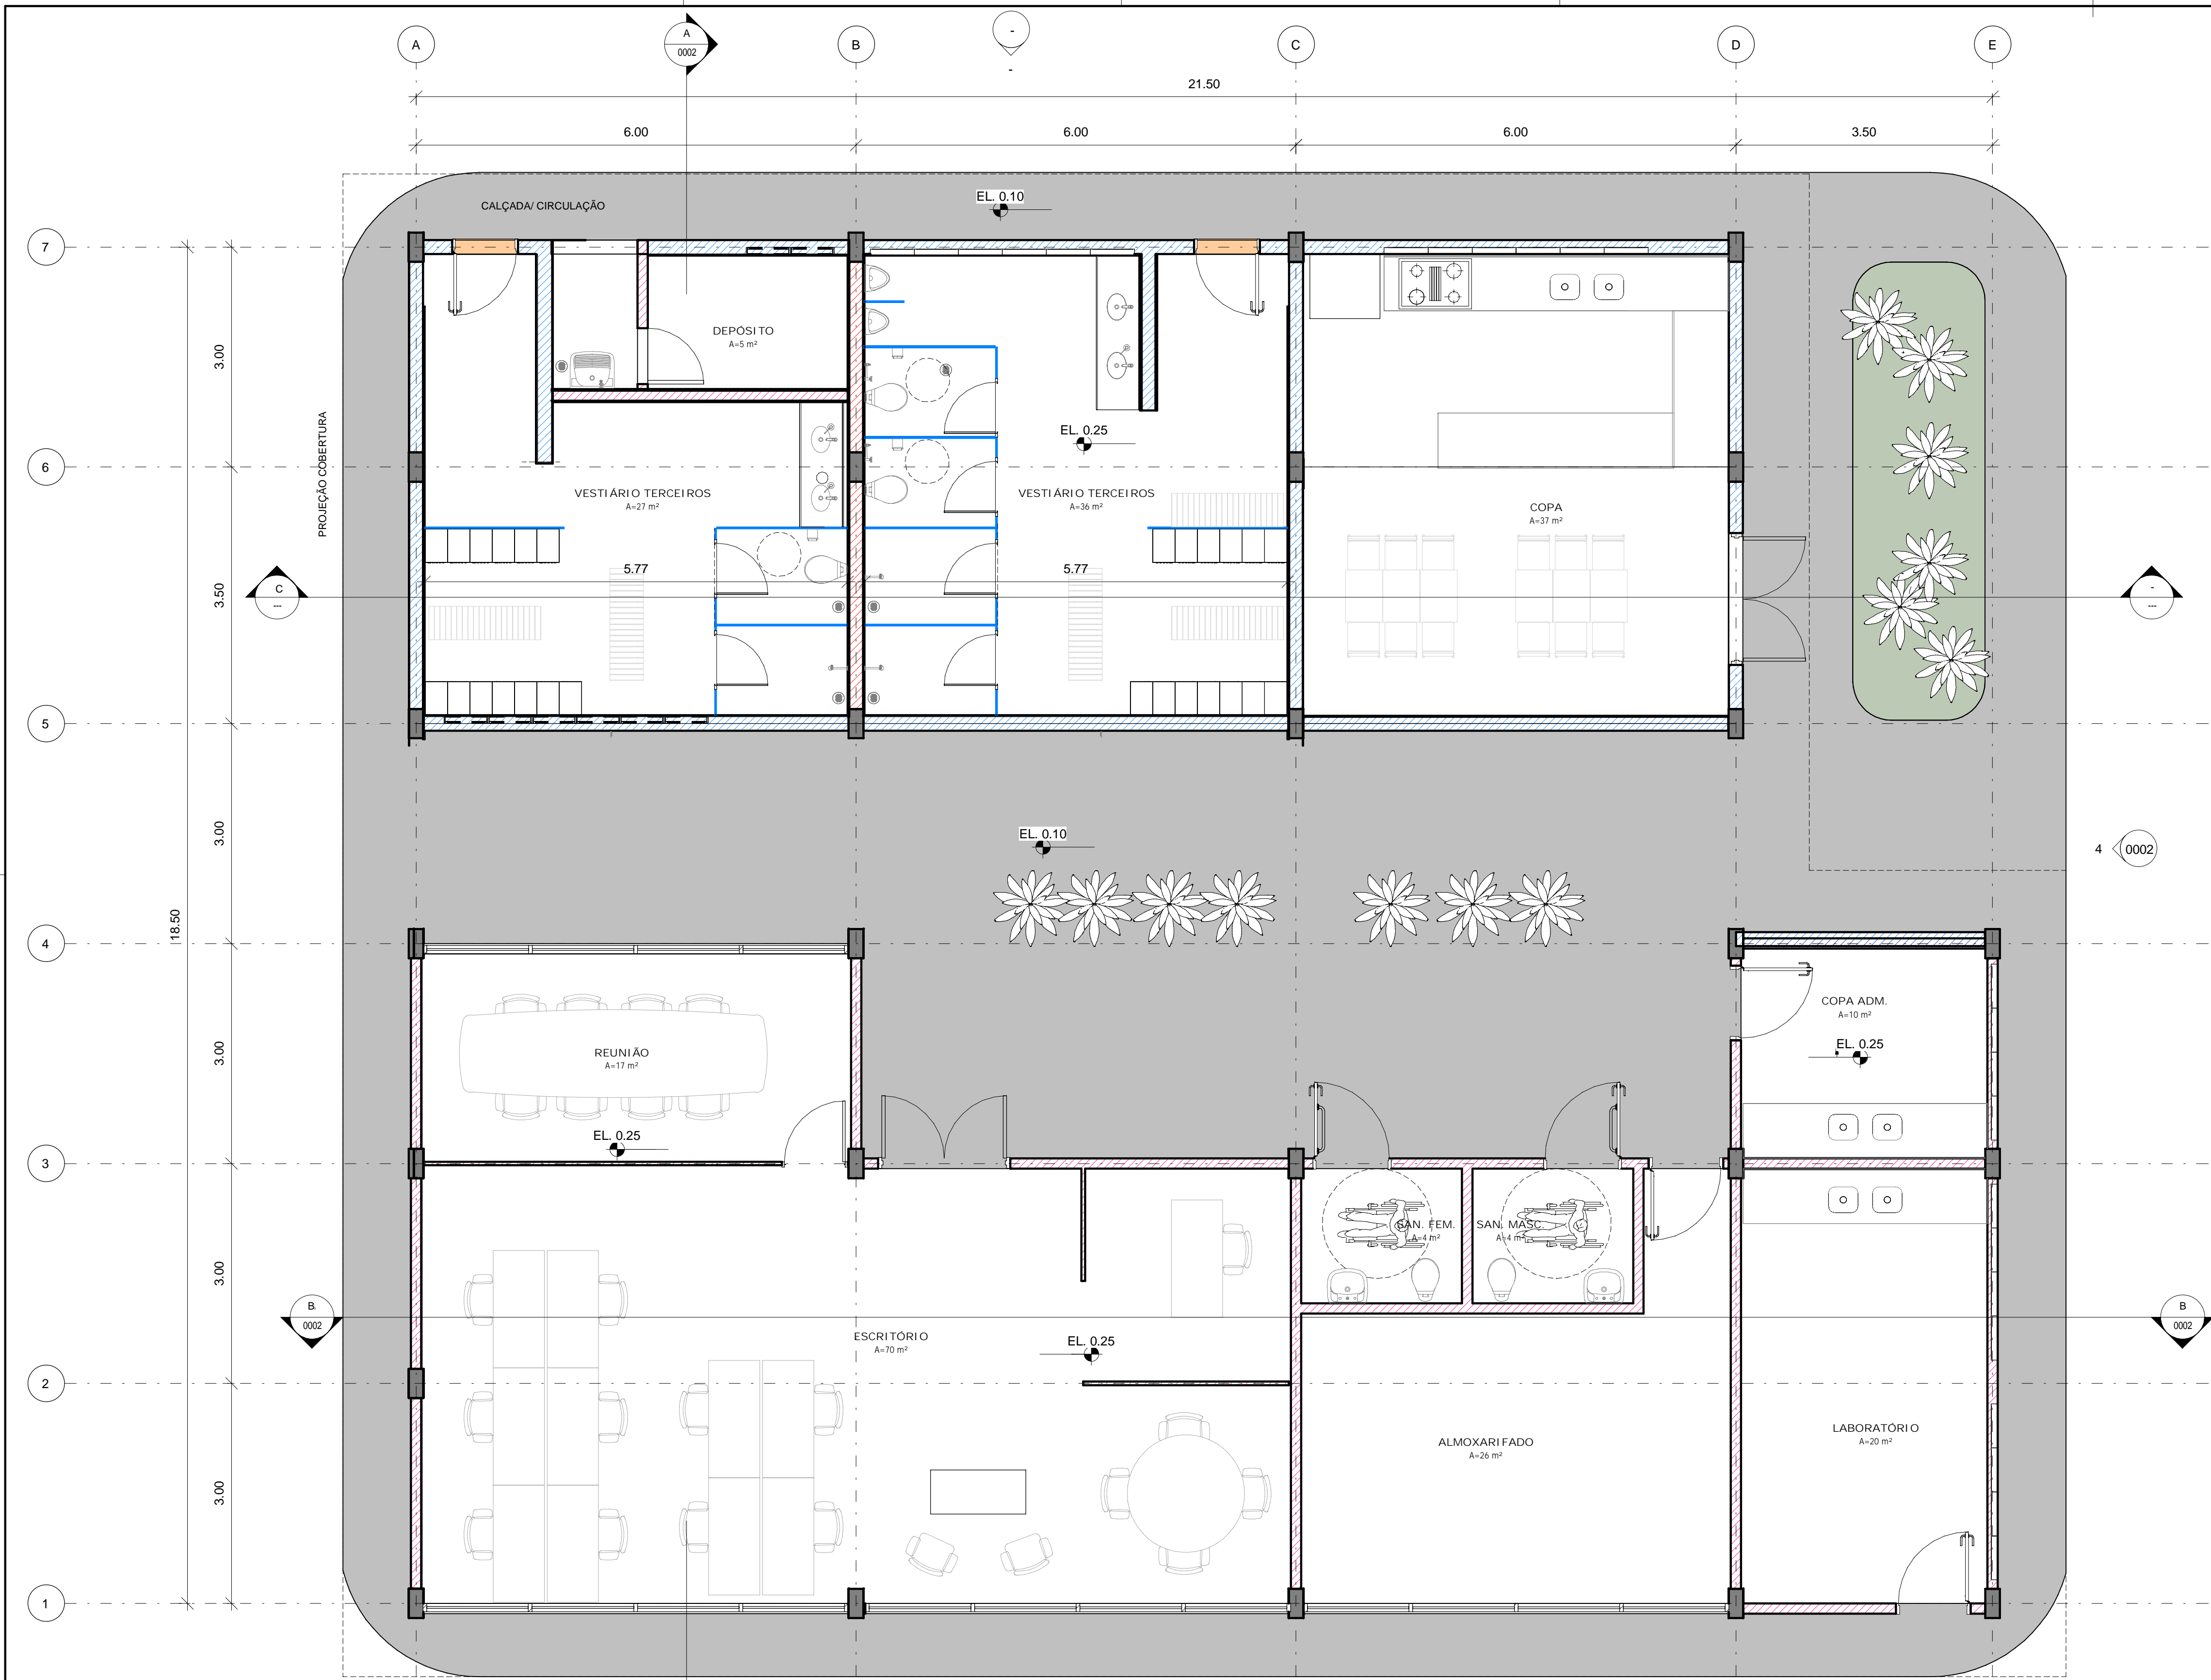 A
A
0002
B
-
-
C
D
E
21.50
6.00
6.00
6.00
3.50
CALÇADA/ CIRCULAÇÃO
EL. 0.10
7
DEPÓSITO
A=5 m²
3.00
PROJEÇÃO COBERTURA
EL. 0.25
6
VESTIÁRIO TERCEIROS
A=27 m²
VESTIÁRIO TERCEIROS
A=36 m²
COPA
A=37 m²
5.77
5.77
C
---
3.50
-
---
5
3.00
EL. 0.10
4
0002
18.50
4
COPA ADM.
A=10 m²
EL. 0.25
REUNIÃO
A=17 m²
3.00
EL. 0.25
3
SAN. FEM.
A=4 m²
SAN. MASC.
A=4 m
3.00
B
0002
ESCRITÓRIO
A=70 m²
EL. 0.25
B
0002
2
ALMOXARIFADO
A=26 m²
LABORATÓRIO
A=20 m²
3.00
1